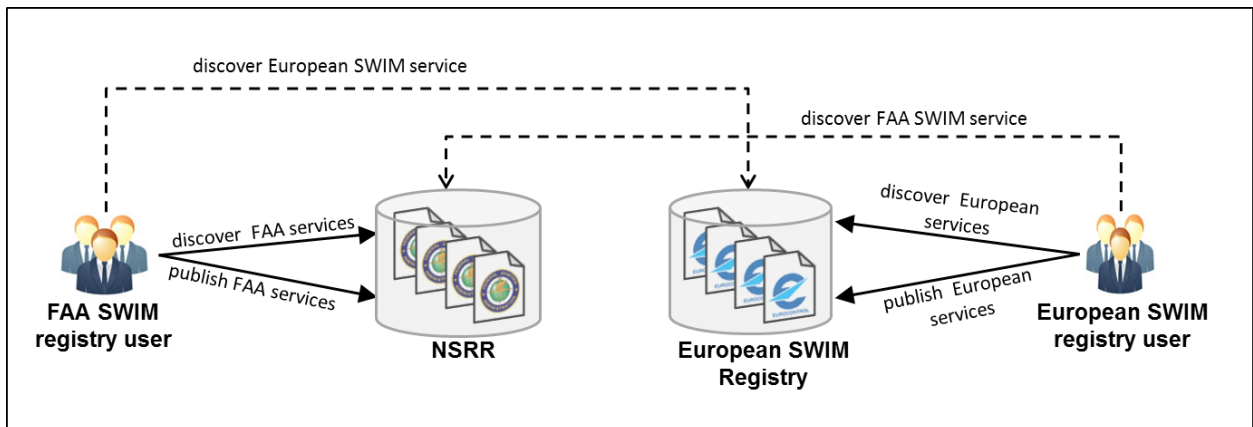 discover European SWIM service
discover FAA SWIM service
discover FAA services
publish FAA services
discover European
services
publish European
services
FAA SWIM
registry user
NSRR
European SWIM
Registry
European SWIM
registry user
EUROCONTROL